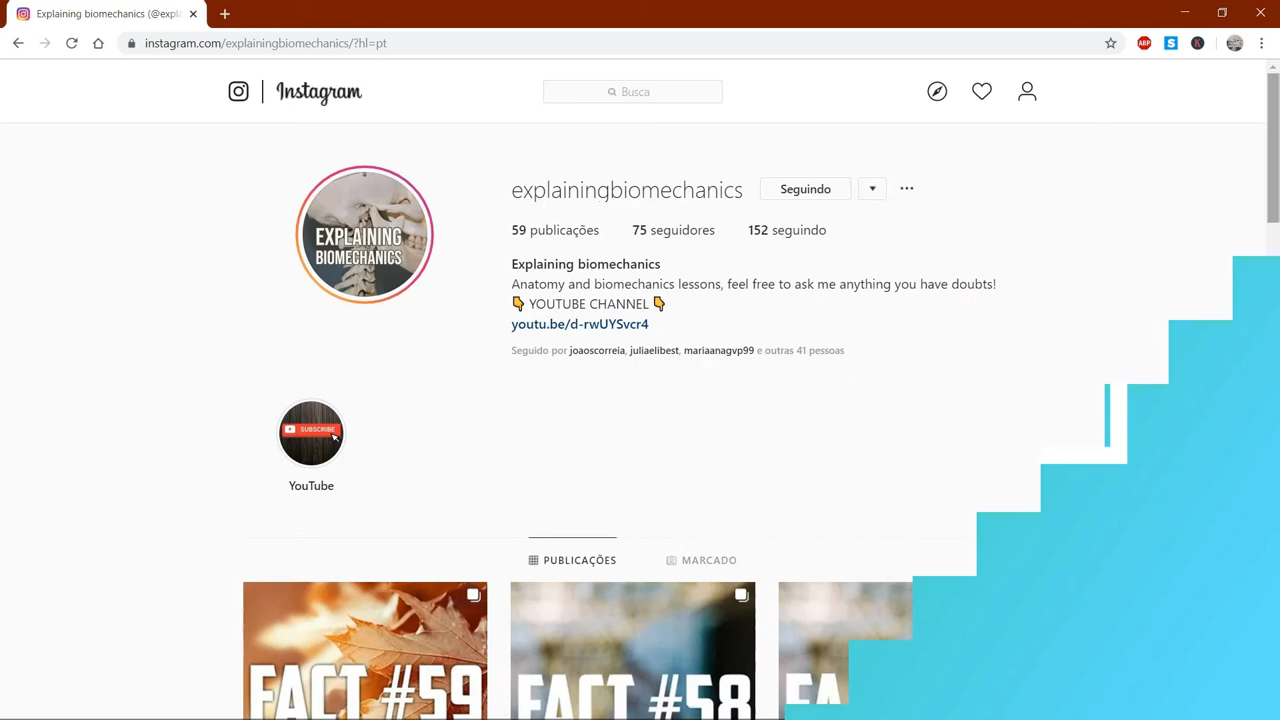 Explaining biomechanics (@expl
instagram.com/explainingbiomechanics/?hl=pt
ABP
S
K
Instagram
Busca
EXPLAINING
BIOMECHANICS
explainingbiomechanics
Seguindo
59 publicações
75 seguidores
152 seguindo
Explaining biomechanics
Anatomy and biomechanics lessons, feel free to ask me anything you have doubts!
👇 YOUTUBE CHANNEL 👇
youtu.be/d-rwUYSvcr4
Seguido por joaoscorreia, juliaelibest, mariaanagvp99 e outras 41 pessoas
SUBSCRIBE
YouTube
PUBLICAÇÕES
MARCADO
FACT #59
FACT #58
FA